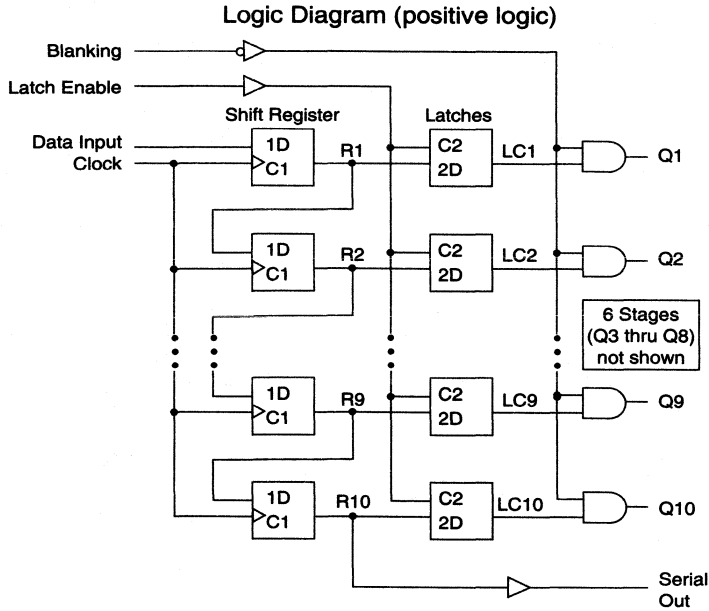 Logic Diagram (positive logic)
Blanking
Latch Enable
Shift Register
Latches
Data Input
Clock
1D
C1
R1
C2
2D
LC1
Q1
1D
C1
R2
C2
2D
LC2
Q2
6 Stages
(Q3 thru Q8)
not shown
1D
C1
R9
C2
2D
LC9
Q9
1D
C1
R10
C2
2D
LC10
Q10
Serial
Out